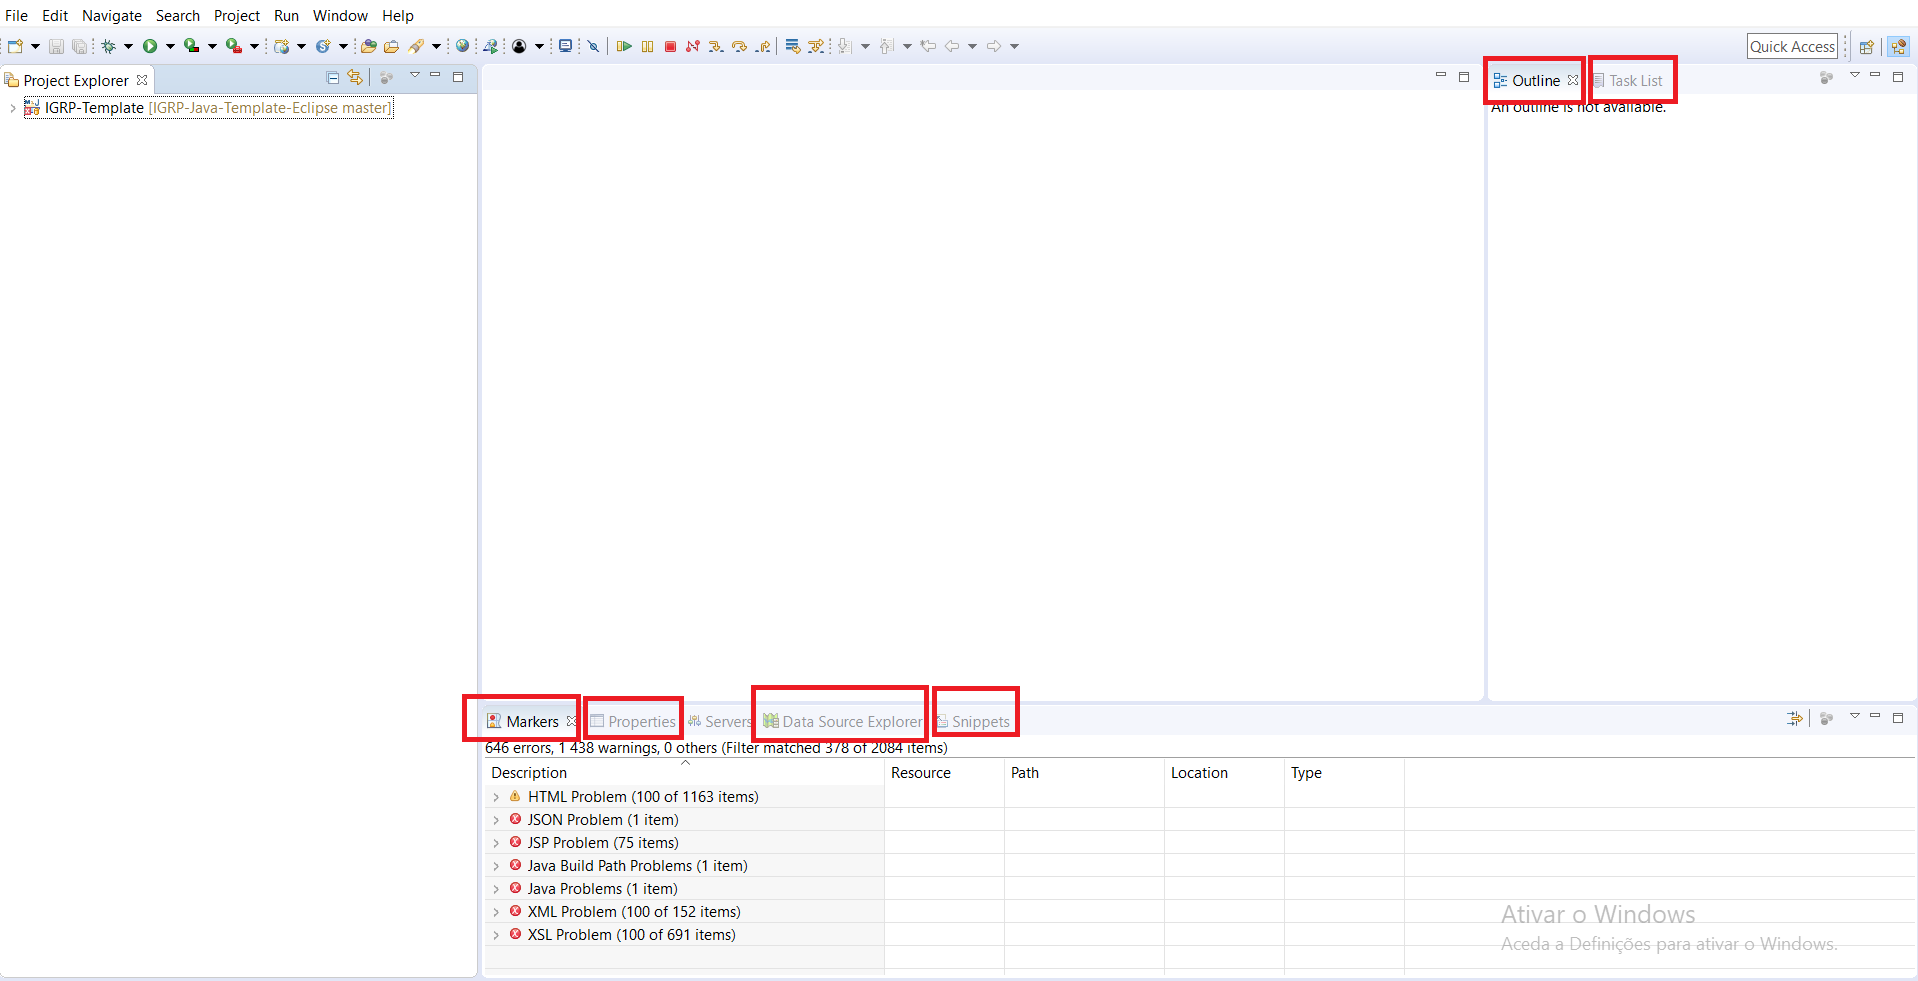 File Edit Navigate Search Project Run Window Help
Quick Access
Project Explorer
IGRP-Template [IGRP-Java-Template-Eclipse master]
Outline Task List
An outline is not available.
Markers Properties Servers Data Source Explorer Snippets
646 errors, 1 438 warnings, 0 others (Filter matched 378 of 2084 items)
Description Resource Path Location Type
HTML Problem (100 of 1163 items)
JSON Problem (1 item)
JSP Problem (75 items)
Java Build Path Problems (1 item)
Java Problems (1 item)
XML Problem (100 of 152 items)
XSL Problem (100 of 691 items)
Ativar o Windows
Aceda a Definições para ativar o Windows.